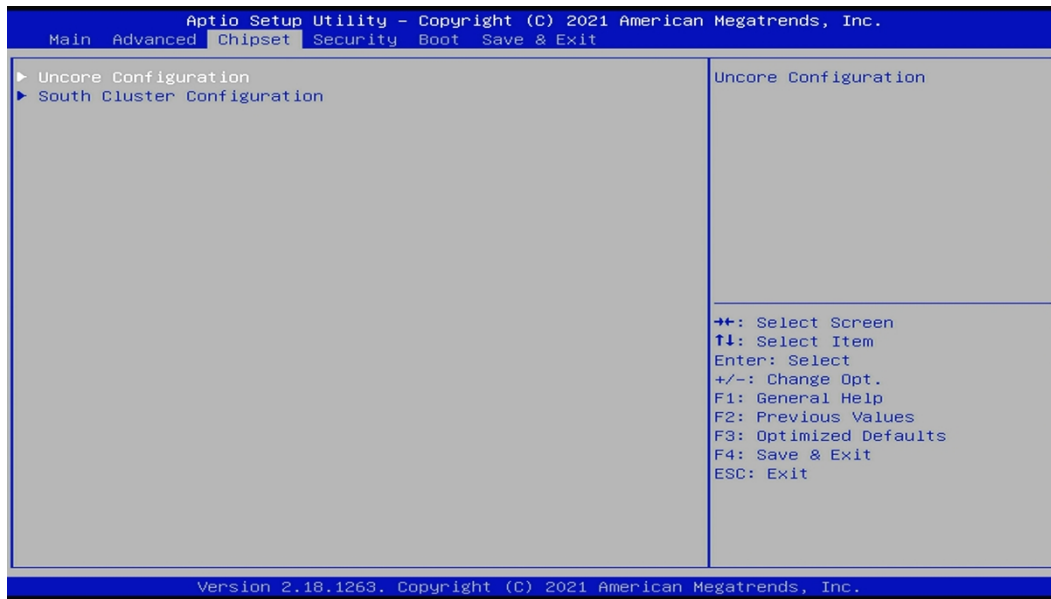 Aptio Setup Utility – Copyright (C) 2021 American Megatrends, Inc.
Main Advanced Chipset Security Boot Save & Exit
► Uncore Configuration
► South Cluster Configuration
Uncore Configuration
→←: Select Screen
↑↓: Select Item
Enter: Select
+/-: Change Opt.
F1: General Help
F2: Previous Values
F3: Optimized Defaults
F4: Save & Exit
ESC: Exit
Version 2.18.1263. Copyright (C) 2021 American Megatrends, Inc.